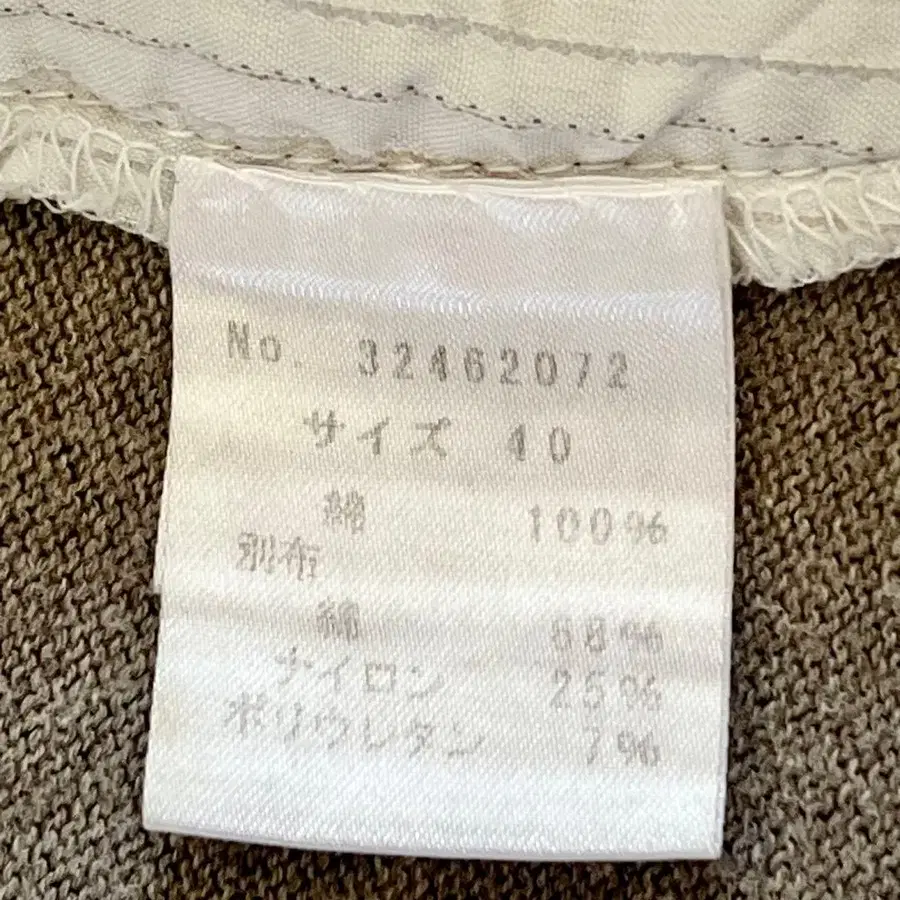 No. 32462072
サイズ 40
綿 100%
別布
綿 68%
ナイロン 25%
ポリウレタン 7%